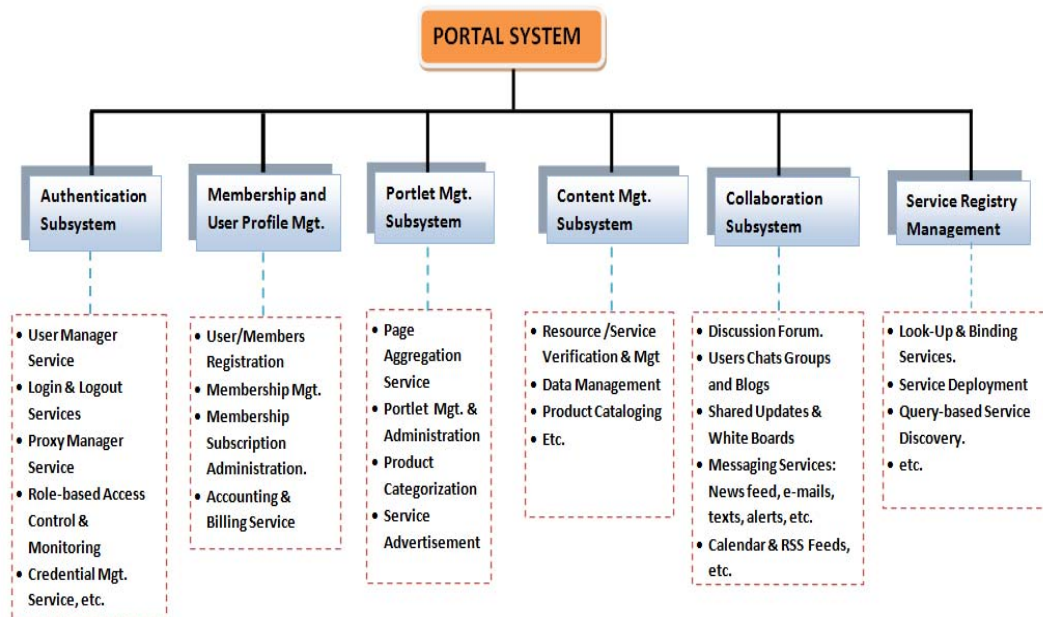 PORTAL SYSTEM
Authentication
Subsystem
Membership and
User Profile Mgt.
Portlet Mgt.
Subsystem
Content Mgt.
Subsystem
Collaboration
Subsystem
Service Registry
Management
• User Manager
Service
• Login & Logout
Services
• Proxy Manager
Service
• Role-based Access
Control &
Monitoring
• Credential Mgt.
Service, etc.
• User/Members
Registration
• Membership Mgt.
• Membership
Subscription
Administration.
• Accounting &
Billing Service
• Page
Aggregation
Service
• Portlet Mgt. &
Administration
• Product
Categorization
• Service
Advertisement
• Resource /Service
Verification & Mgt
• Data Management
• Product Cataloging
• Etc.
• Discussion Forum.
• Users Chats Groups
and Blogs
• Shared Updates &
White Boards
• Messaging Services:
News feed, e-mails,
texts, alerts, etc.
• Calendar & RSS Feeds,
etc.
• Look-Up & Binding
Services.
• Service Deployment
• Query-based Service
Discovery.
• etc.